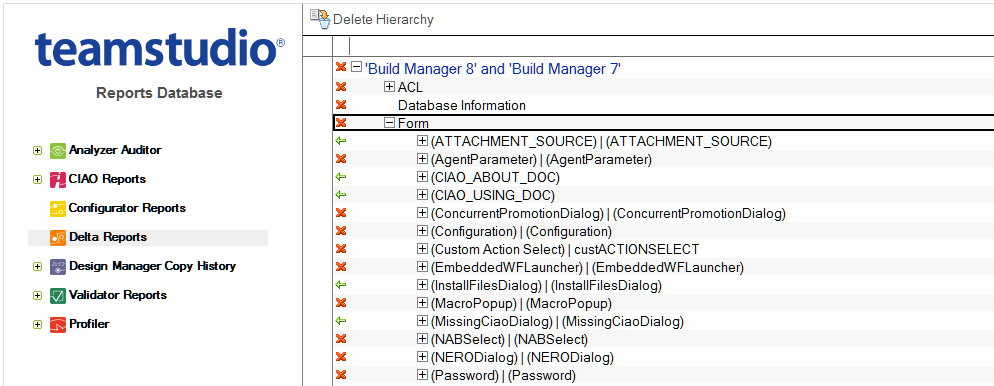 teamstudio®
Reports Database
Analyzer Auditor
CIAO Reports
Configurator Reports
Delta Reports
Design Manager Copy History
Validator Reports
Profiler
Delete Hierarchy
'Build Manager 8' and 'Build Manager 7'
ACL
Database Information
Form
(ATTACHMENT_SOURCE) | (ATTACHMENT_SOURCE)
(AgentParameter) | (AgentParameter)
(CIAO_ABOUT_DOC)
(CIAO_USING_DOC)
(ConcurrentPromotionDialog) | (ConcurrentPromotionDialog)
(Configuration) | (Configuration)
(Custom Action Select) | custACTIONSELECT
(EmbeddedWFLauncher) | (EmbeddedWFLauncher)
(InstallFilesDialog) | (InstallFilesDialog)
(MacroPopup) | (MacroPopup)
(MissingCiaoDialog) | (MissingCiaoDialog)
(NABSelect) | (NABSelect)
(NERODialog) | (NERODialog)
(Password) | (Password)